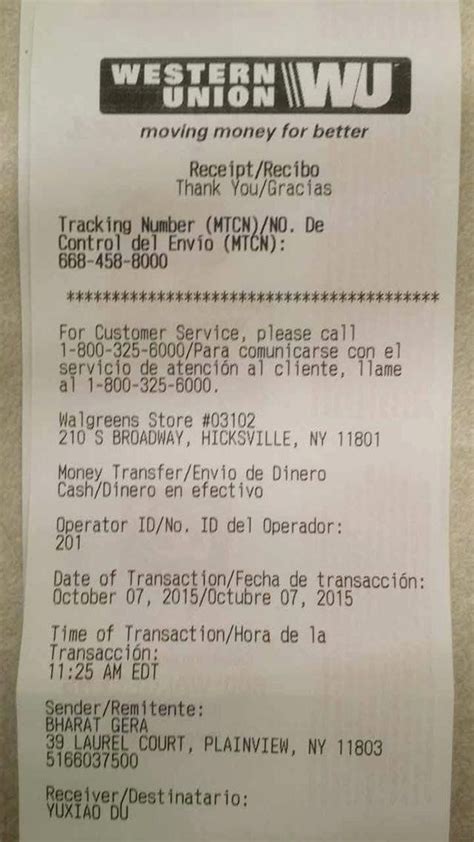 WESTERN UNION WU
moving money for better
Receipt/Recibo
Thank You/Gracias
Tracking Number (MTCN)/NO. De
Control del Envío (MTCN):
668-458-8000
*****************************************
For Customer Service, please call
1-800-325-6000/Para comunicarse con el
servicio de atención al cliente, llame
al 1-800-325-6000.
Walgreens Store #03102
210 S BROADWAY, HICKSVILLE, NY 11801
Money Transfer/Envio de Dinero
Cash/Dinero en efectivo
Operator ID/No. ID del Operador:
201
Date of Transaction/Fecha de transacción:
October 07, 2015/Octubre 07, 2015
Time of Transaction/Hora de la
Transacción:
11:25 AM EDT
Sender/Remitente:
BHARAT GERA
39 LAUREL COURT, PLAINVIEW, NY 11803
5166037500
Receiver/Destinatario:
YUXIAO DU